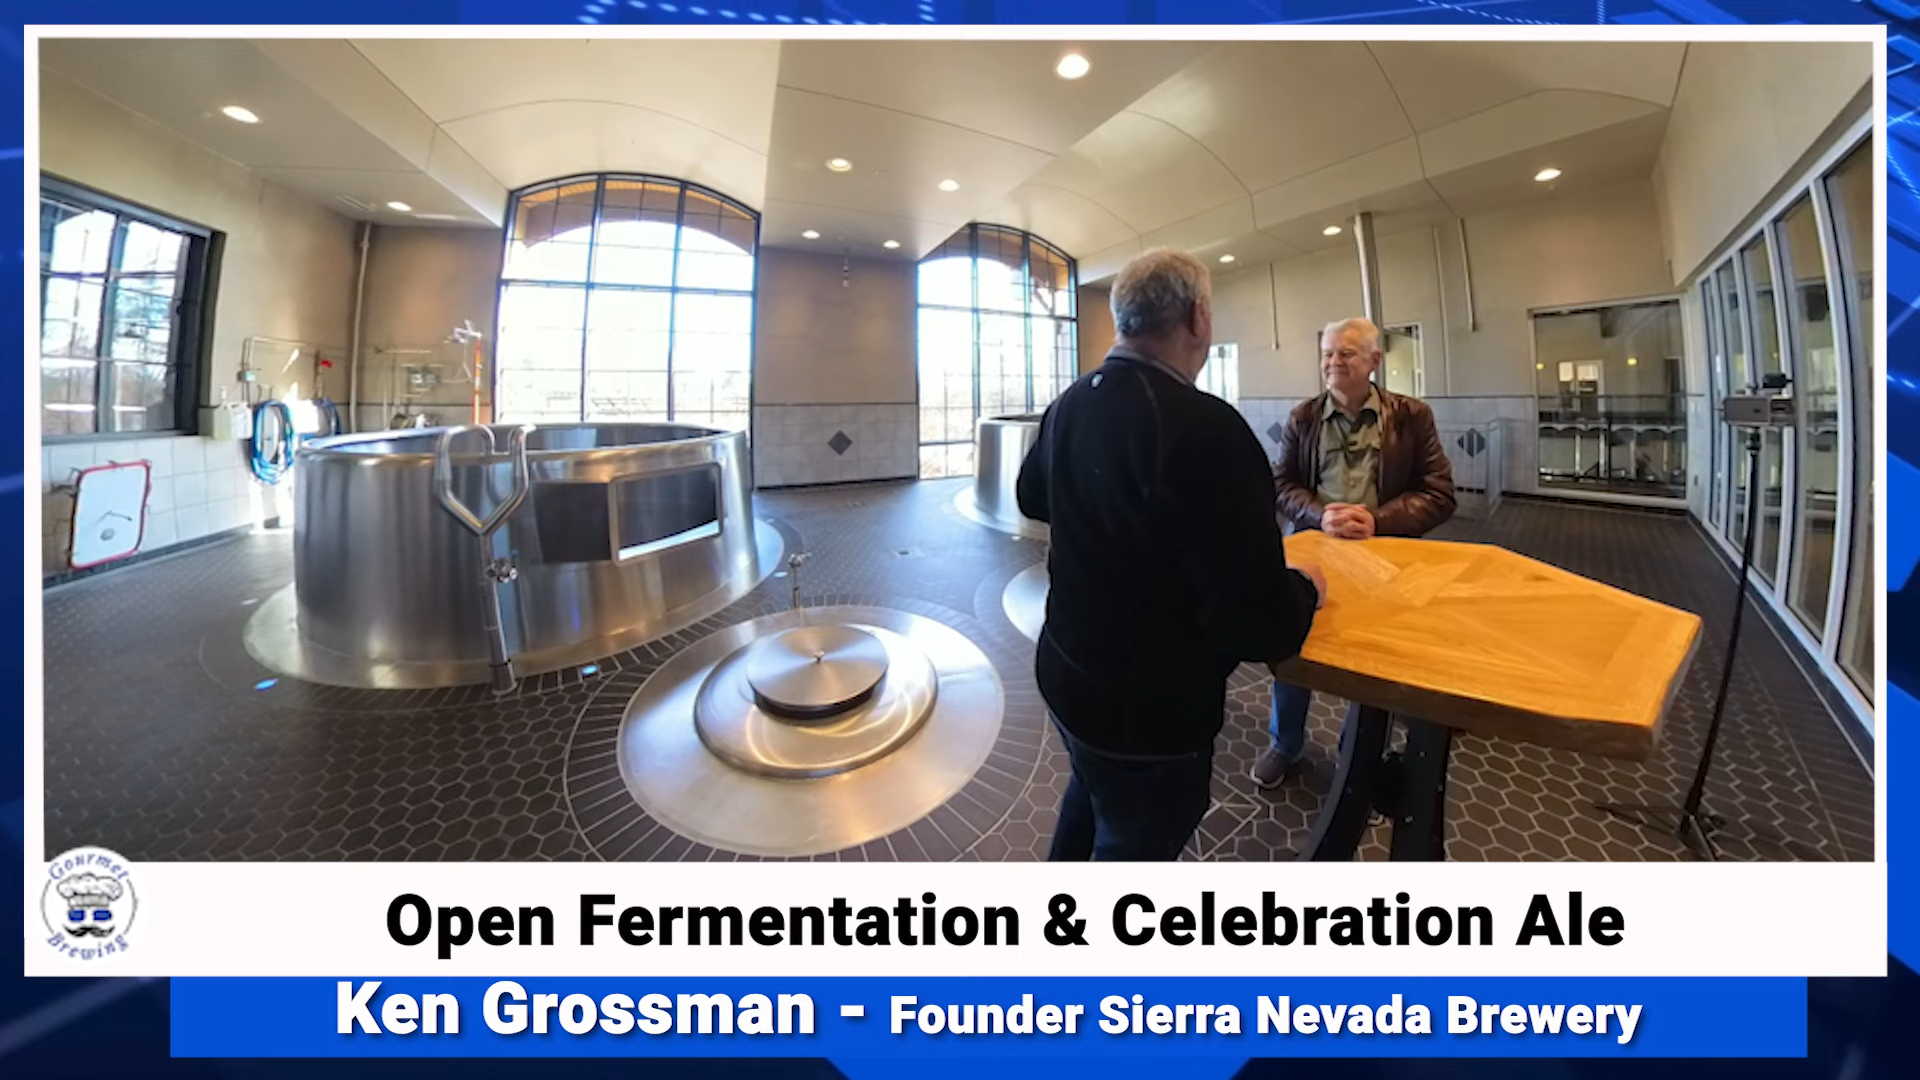 Gourmet
Brewing
Open Fermentation & Celebration Ale
Ken Grossman - Founder Sierra Nevada Brewery